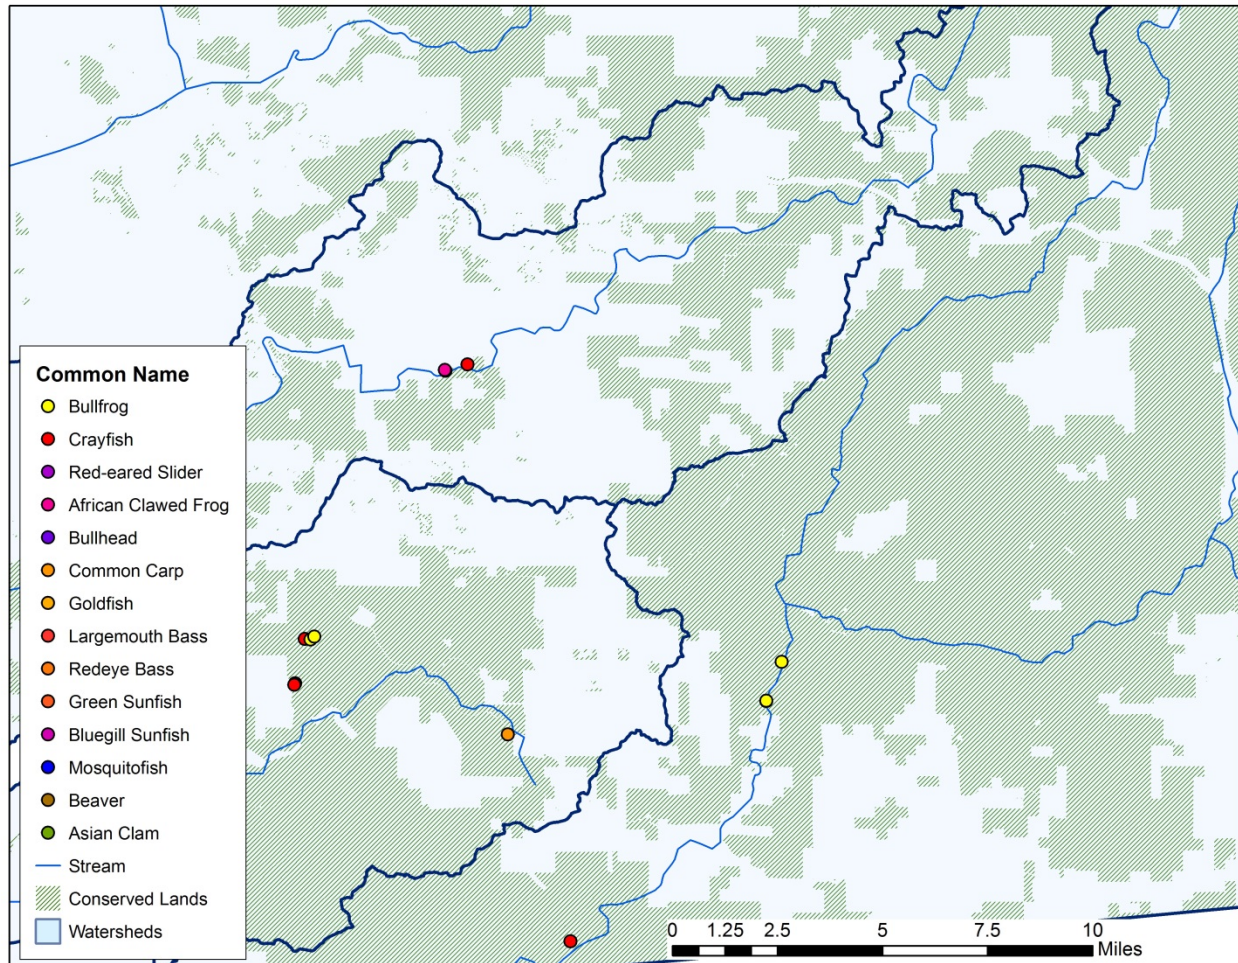 Common Name
Bullfrog
Crayfish
Red-eared Slider
African Clawed Frog
Bullhead
Common Carp
Goldfish
Largemouth Bass
Redeye Bass
Green Sunfish
Bluegill Sunfish
Mosquitofish
Beaver
Asian Clam
Stream
Conserved Lands
Watersheds
0 1.25 2.5 5 7.5 10
Miles